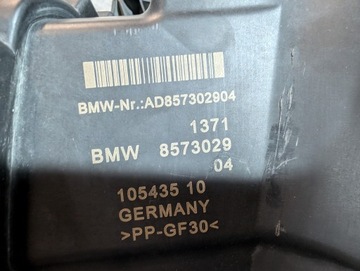 BMW-Nr.:AD857302904
1371
BMW 8573029
04
105435 10
GERMANY
>PP-GF30<